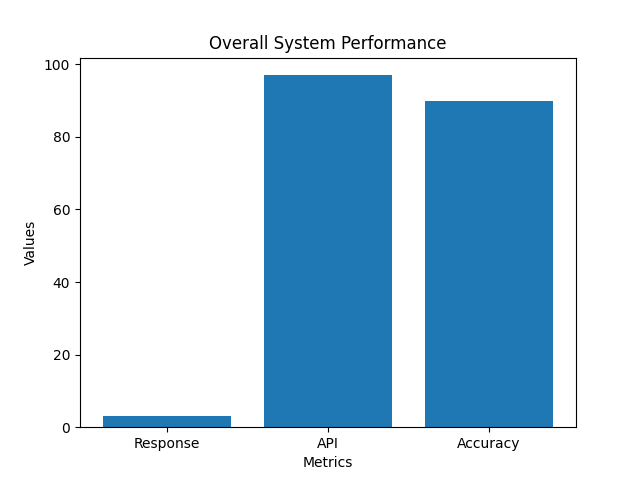 Overall System Performance
100
80
60
40
20
0
Values
Response API Accuracy
Metrics